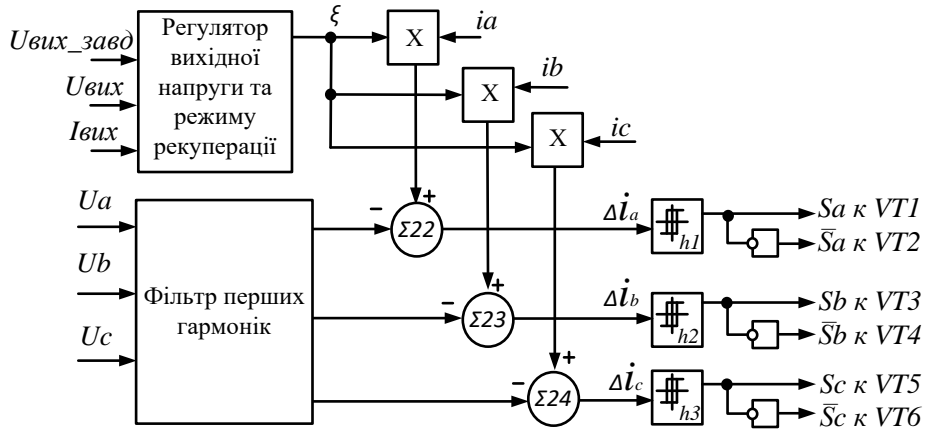 Uвих_завд
Uвих
Iвих
Регулятор
вихідної
напруги та
режиму
рекуперації
ξ
X
ia
X
ib
X
ic
Ua
Ub
Uc
Фільтр перших
гармонік
−
+
Σ22
−
+
Σ23
−
+
Σ24
Δia
h1
Sa к VT1
S̅a к VT2
Δib
h2
Sb к VT3
S̅b к VT4
Δic
h3
Sc к VT5
S̅c к VT6